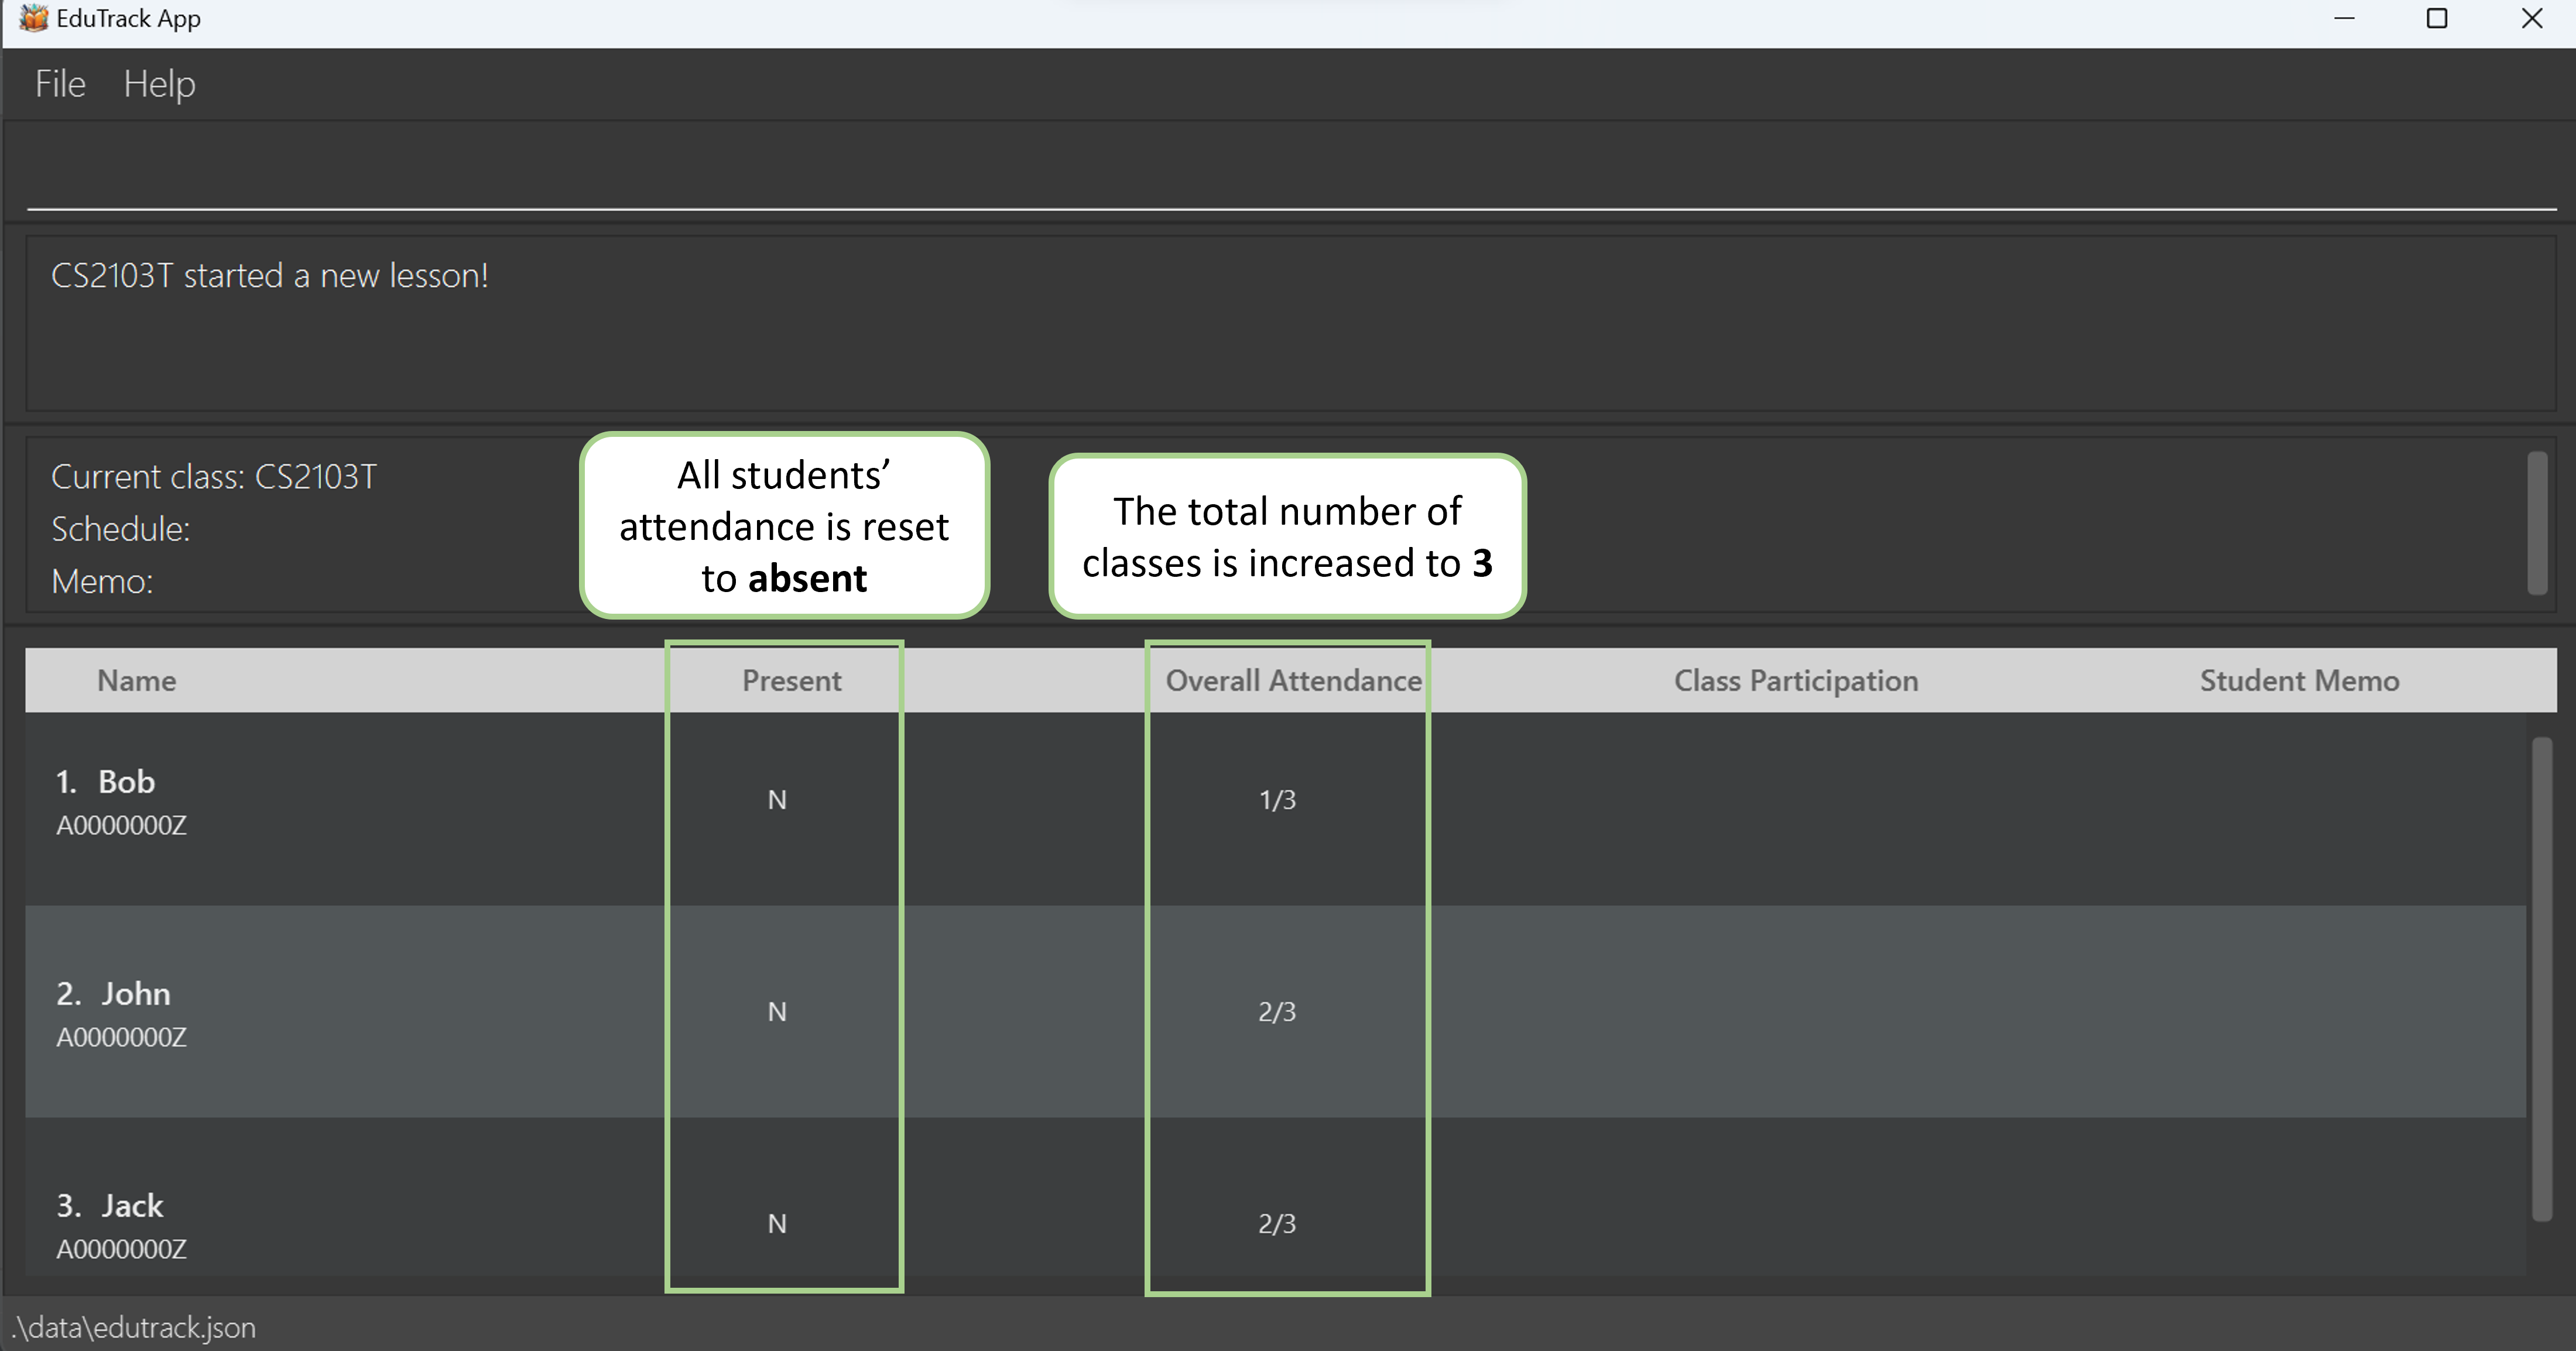 EduTrack App
File Help
CS2103T started a new lesson!
Current class: CS2103T
Schedule:
Memo:
All students’
attendance is reset
to absent
The total number of
classes is increased to 3
Name Present Overall Attendance Class Participation Student Memo
1. Bob
A0000000Z
N 1/3
2. John
A0000000Z
N 2/3
3. Jack
A0000000Z
N 2/3
.\data\edutrack.json